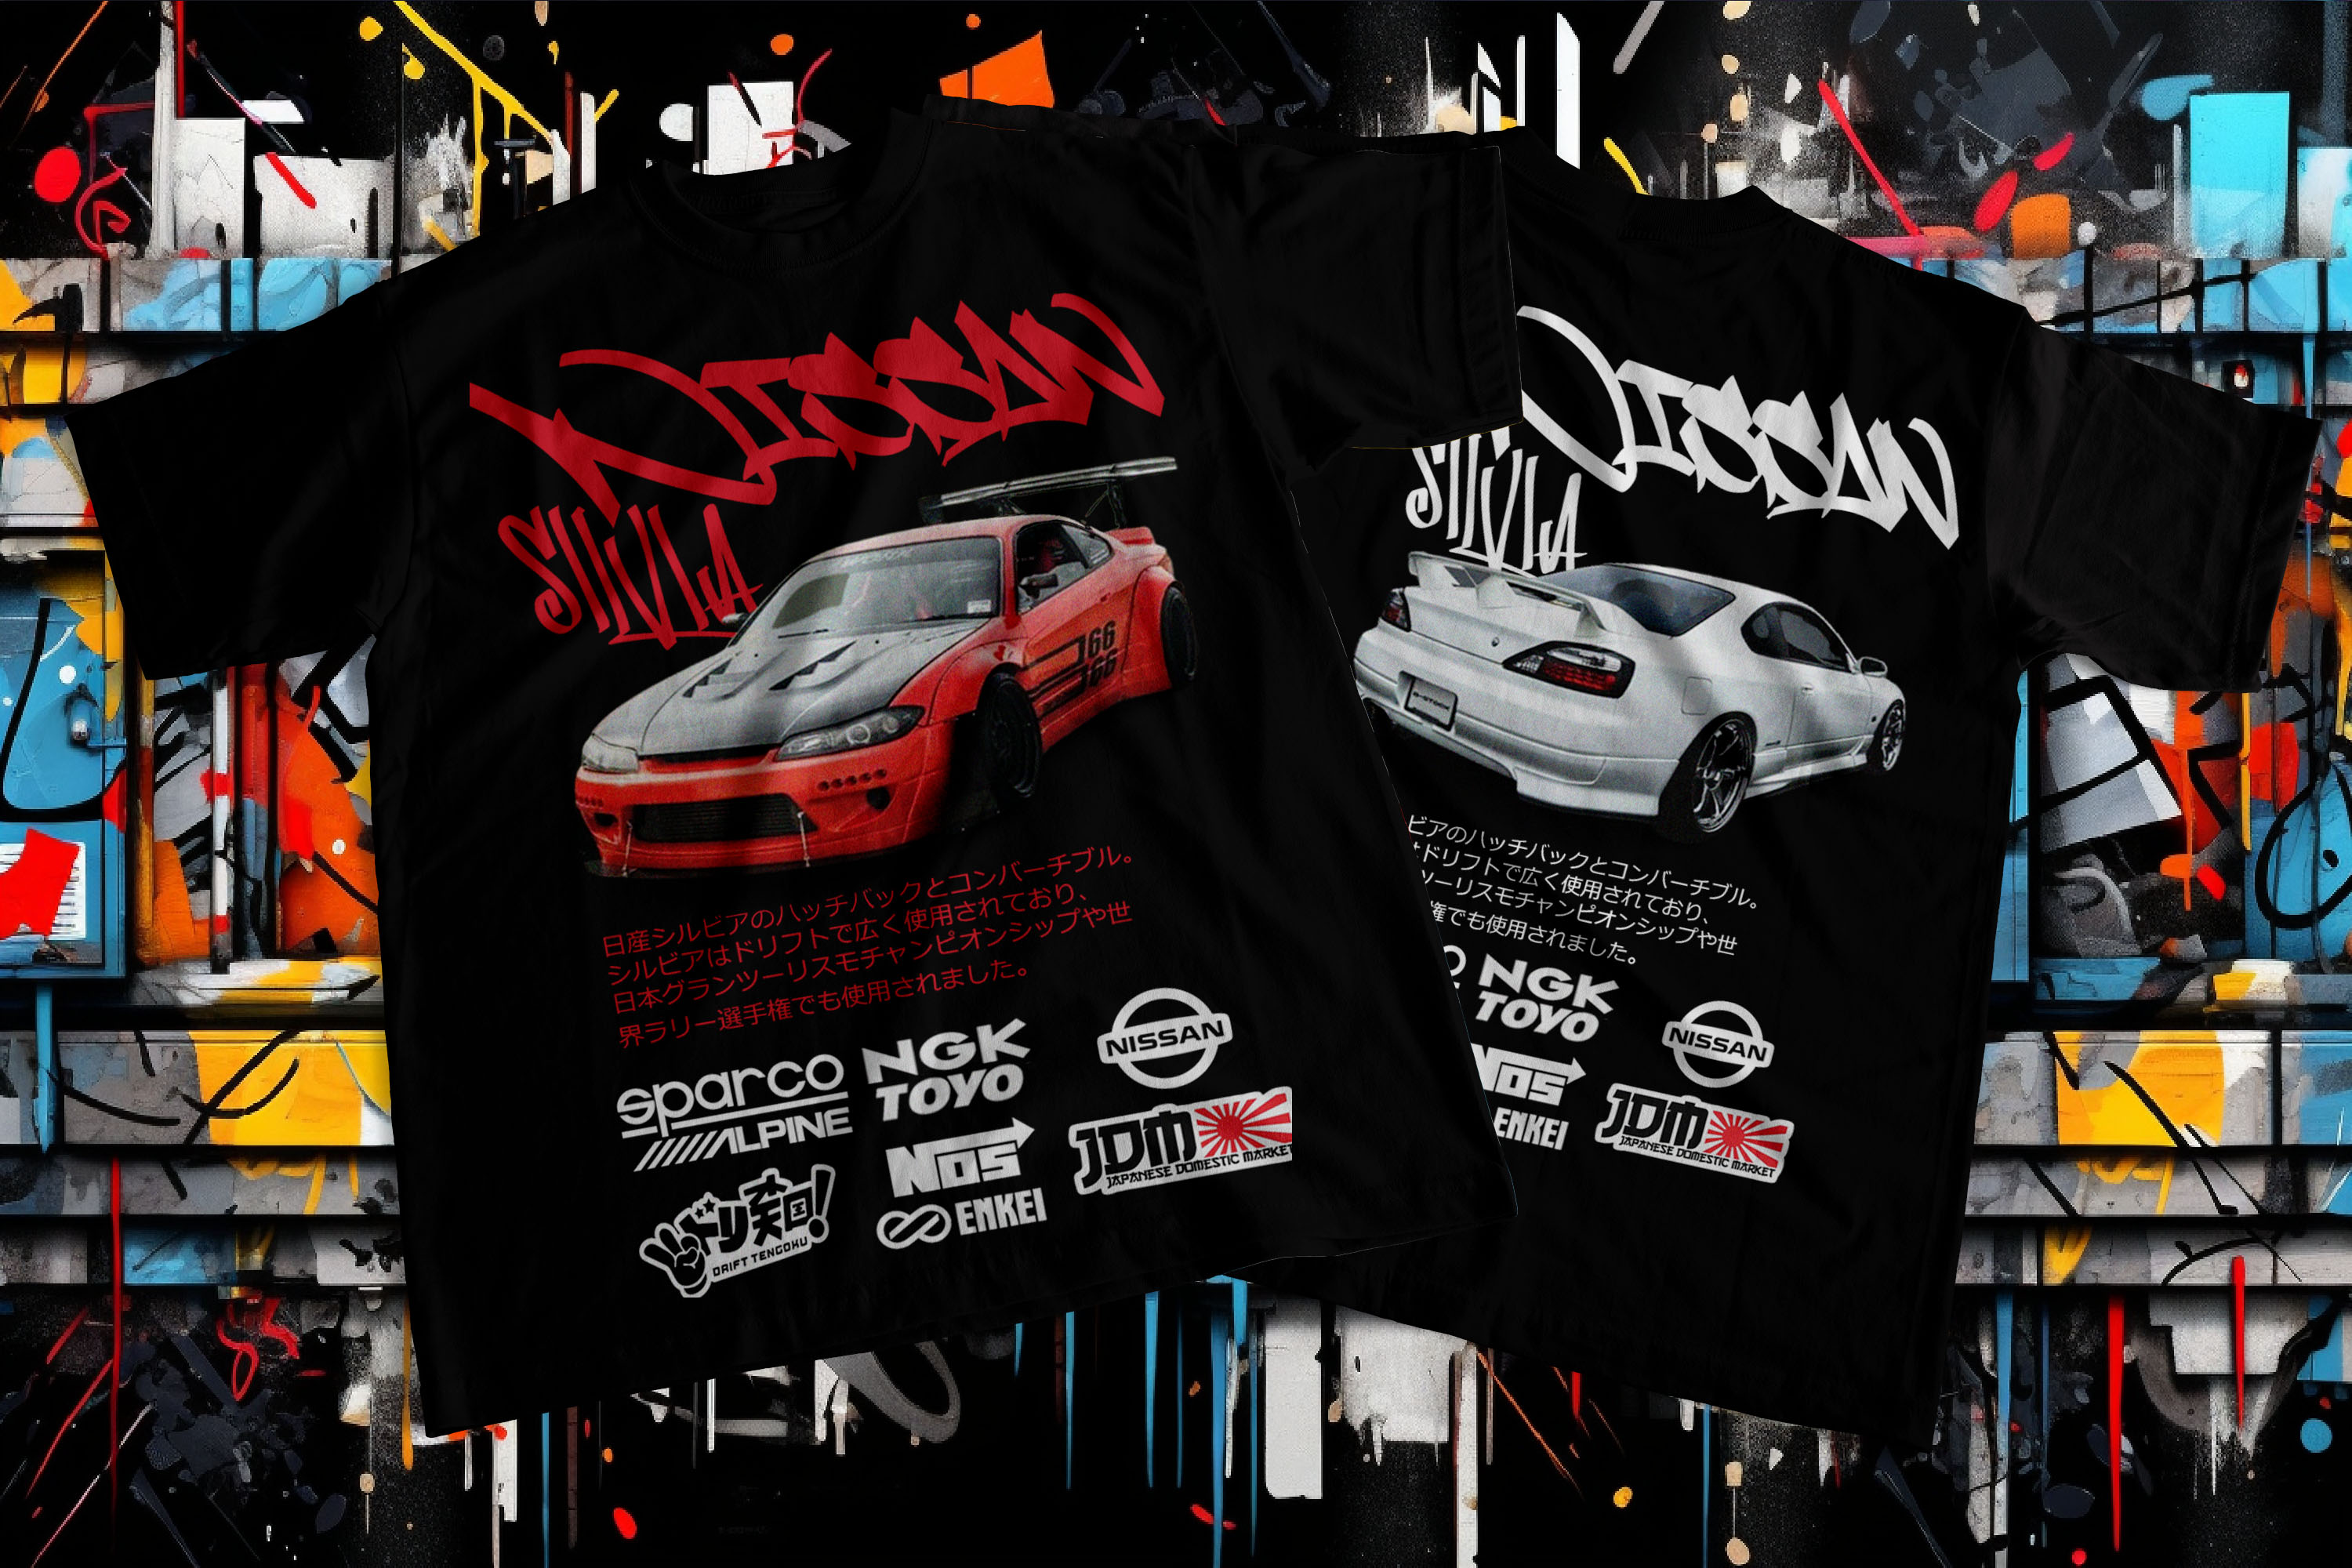 NISSAN
SILVIA
66
66
日産シルビアのハッチバックとコンバーチブル。
シルビアはドリフトで広く使用されており、
日本グランツーリスモチャンピオンシップや世
界ラリー選手権でも使用されました。
sparco
ALPINE
ドリ天国!
DRIFT TENGOKU
NGK
TOYO
NOS
ENKEI
NISSAN
JDM
JAPANESE DOMESTIC MARKET
NISSAN
SILVIA
ビアのハッチバックとコンバーチブル。
はドリフトで広く使用されており、
ツーリスモチャンピオンシップや世
権でも使用されました。
NGK
TOYO
NOS
ENKEI
NISSAN
JDM
JAPANESE DOMESTIC MARKET